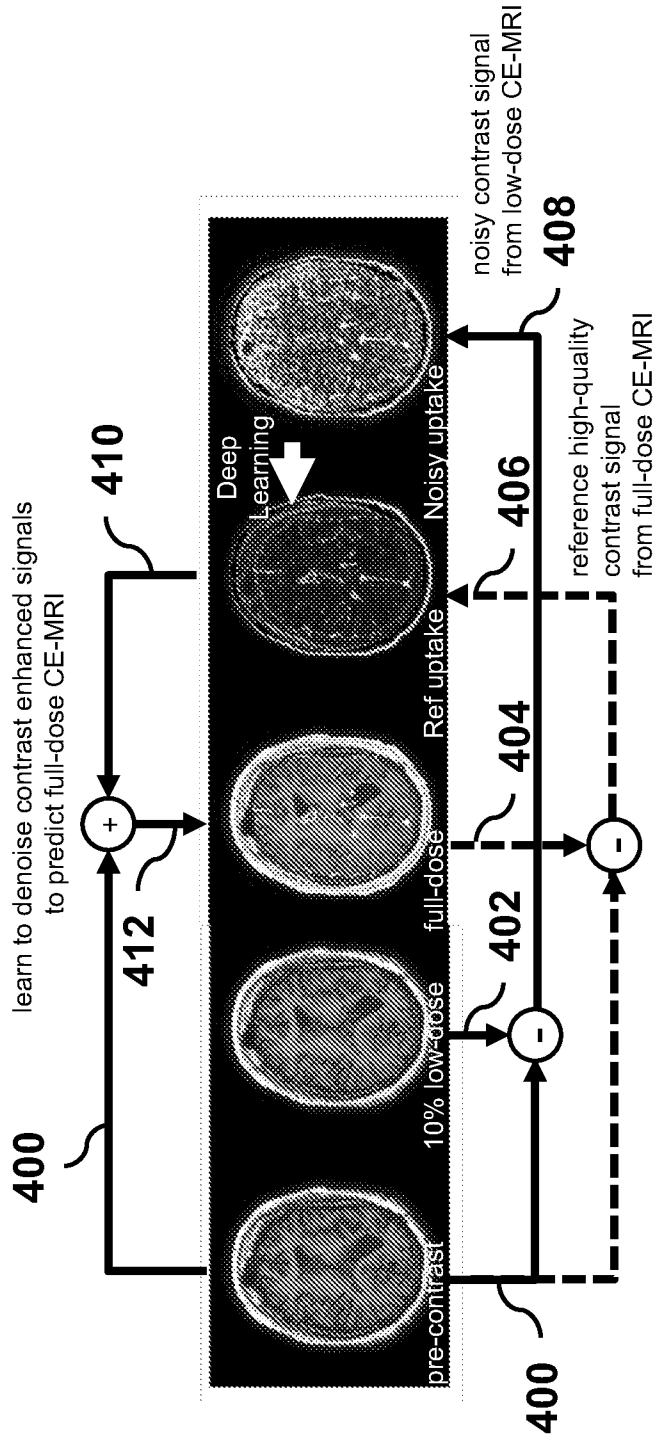 learn to denoise contrast enhanced signals
to predict full-dose CE-MRI
400
410
+
412
Deep
Learning
pre-contrast
10% low-dose
full-dose
Ref uptake
Noisy uptake
402
404
406
408
400
-
-
noisy contrast signal
from low-dose CE-MRI
reference high-quality
contrast signal
from full-dose CE-MRI